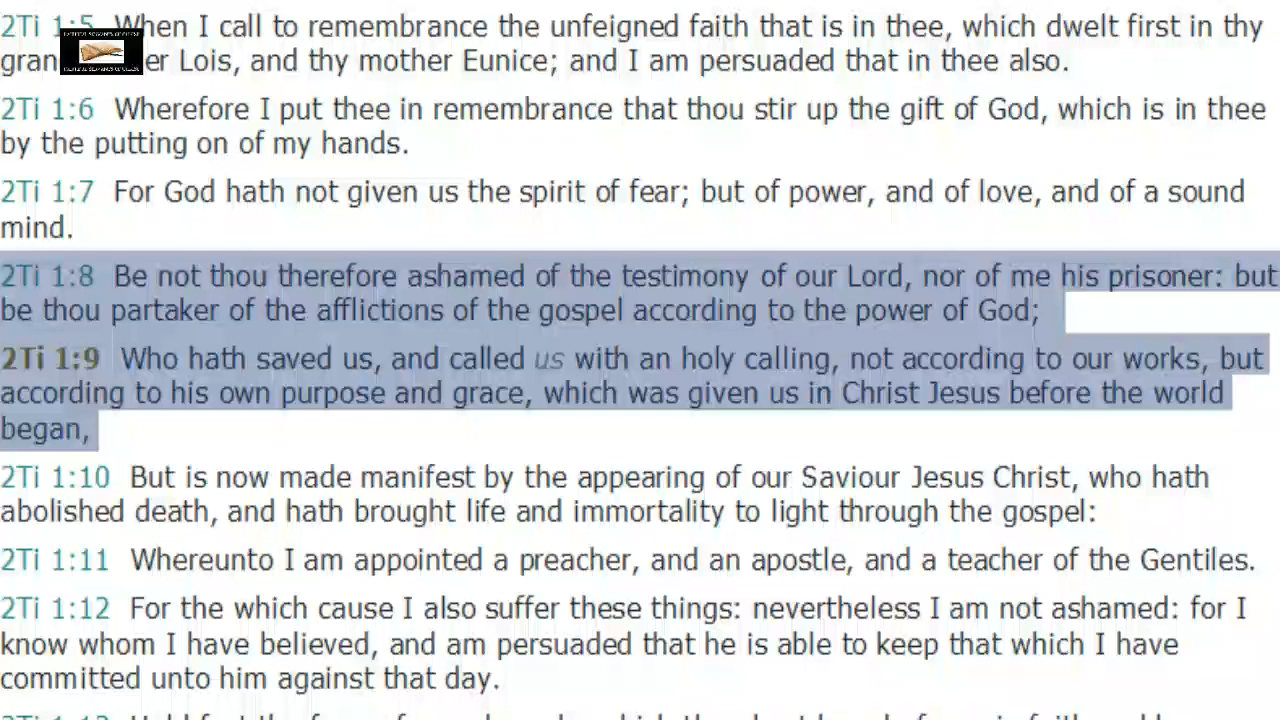 2Ti 1:5 When I call to remembrance the unfeigned faith that is in thee, which dwelt first in thy
gran er Lois, and thy mother Eunice; and I am persuaded that in thee also.
2Ti 1:6 Wherefore I put thee in remembrance that thou stir up the gift of God, which is in thee
by the putting on of my hands.
2Ti 1:7 For God hath not given us the spirit of fear; but of power, and of love, and of a sound
mind.
2Ti 1:8 Be not thou therefore ashamed of the testimony of our Lord, nor of me his prisoner: but
be thou partaker of the afflictions of the gospel according to the power of God;
2Ti 1:9 Who hath saved us, and called us with an holy calling, not according to our works, but
according to his own purpose and grace, which was given us in Christ Jesus before the world
began,
2Ti 1:10 But is now made manifest by the appearing of our Saviour Jesus Christ, who hath
abolished death, and hath brought life and immortality to light through the gospel:
2Ti 1:11 Whereunto I am appointed a preacher, and an apostle, and a teacher of the Gentiles.
2Ti 1:12 For the which cause I also suffer these things: nevertheless I am not ashamed: for I
know whom I have believed, and am persuaded that he is able to keep that which I have
committed unto him against that day.